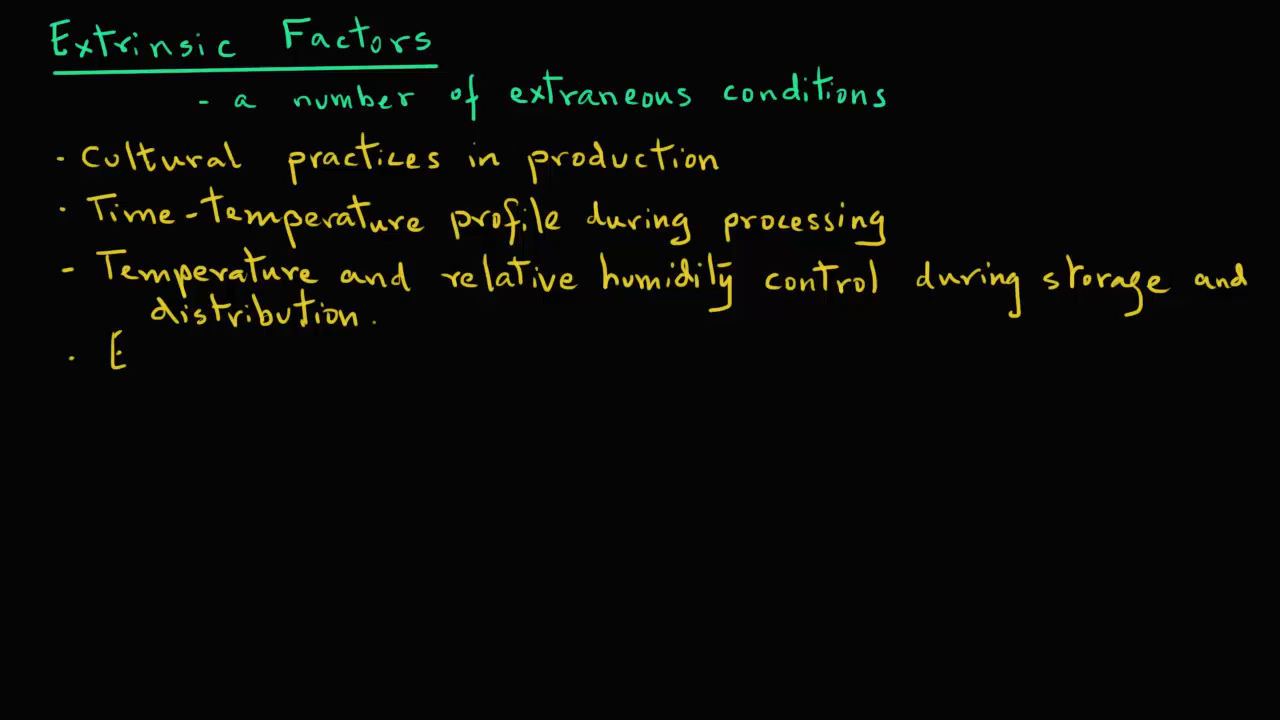 Extrinsic Factors
- a number of extraneous conditions
· Cultural practices in production
· Time-temperature profile during processing
- Temperature and relative humidity control during storage and
distribution.
· E